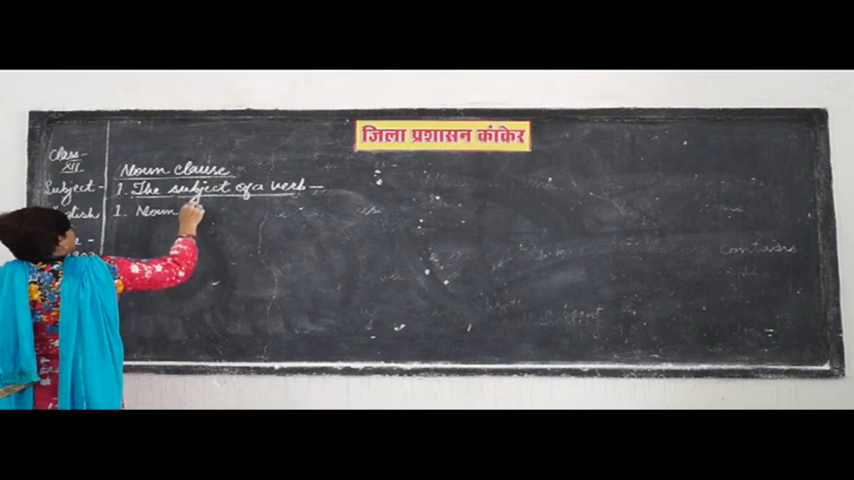 जिला प्रशासन कांकेर
Class-
XII
Subject-
English
Noun clause
1. The subject of a verb —
1. Noun
contains